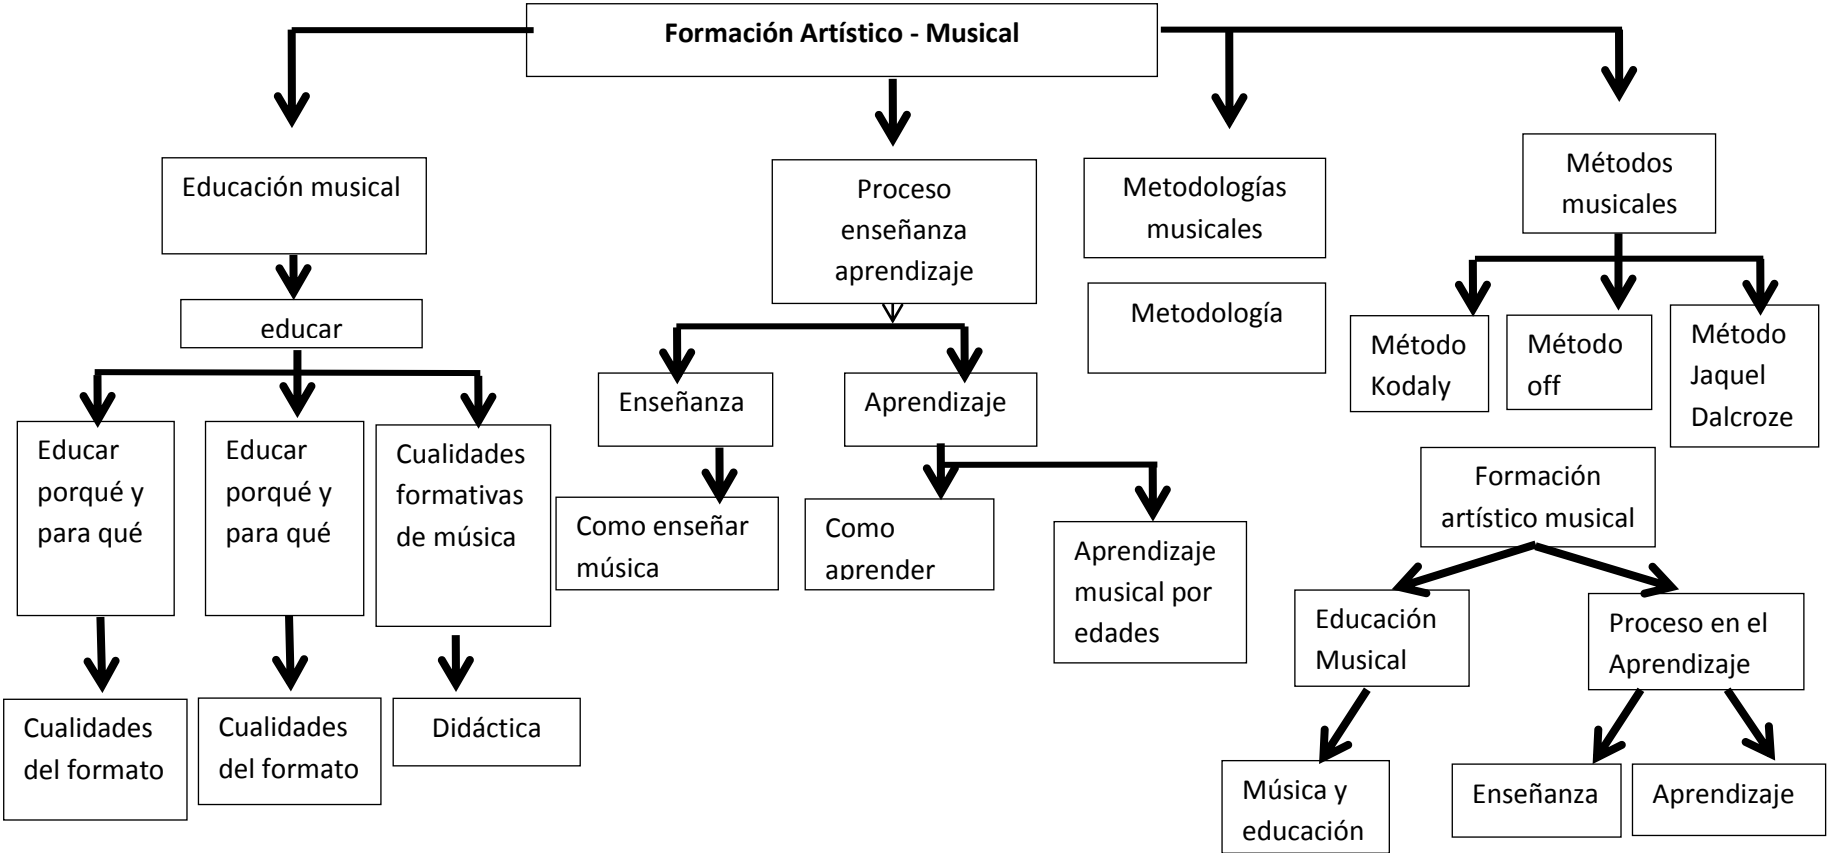 Formación Artístico - Musical
Educación musical
educar
Educar
porqué y
para qué
Educar
porqué y
para qué
Cualidades
formativas
de música
Cualidades
del formato
Cualidades
del formato
Didáctica
Proceso
enseñanza
aprendizaje
Enseñanza
Aprendizaje
Como enseñar
música
Como
aprender
Aprendizaje
musical por
edades
Metodologías
musicales
Metodología
Métodos
musicales
Método
Kodaly
Método
off
Método
Jaquel
Dalcroze
Formación
artístico musical
Educación
Musical
Proceso en el
Aprendizaje
Música y
educación
Enseñanza
Aprendizaje